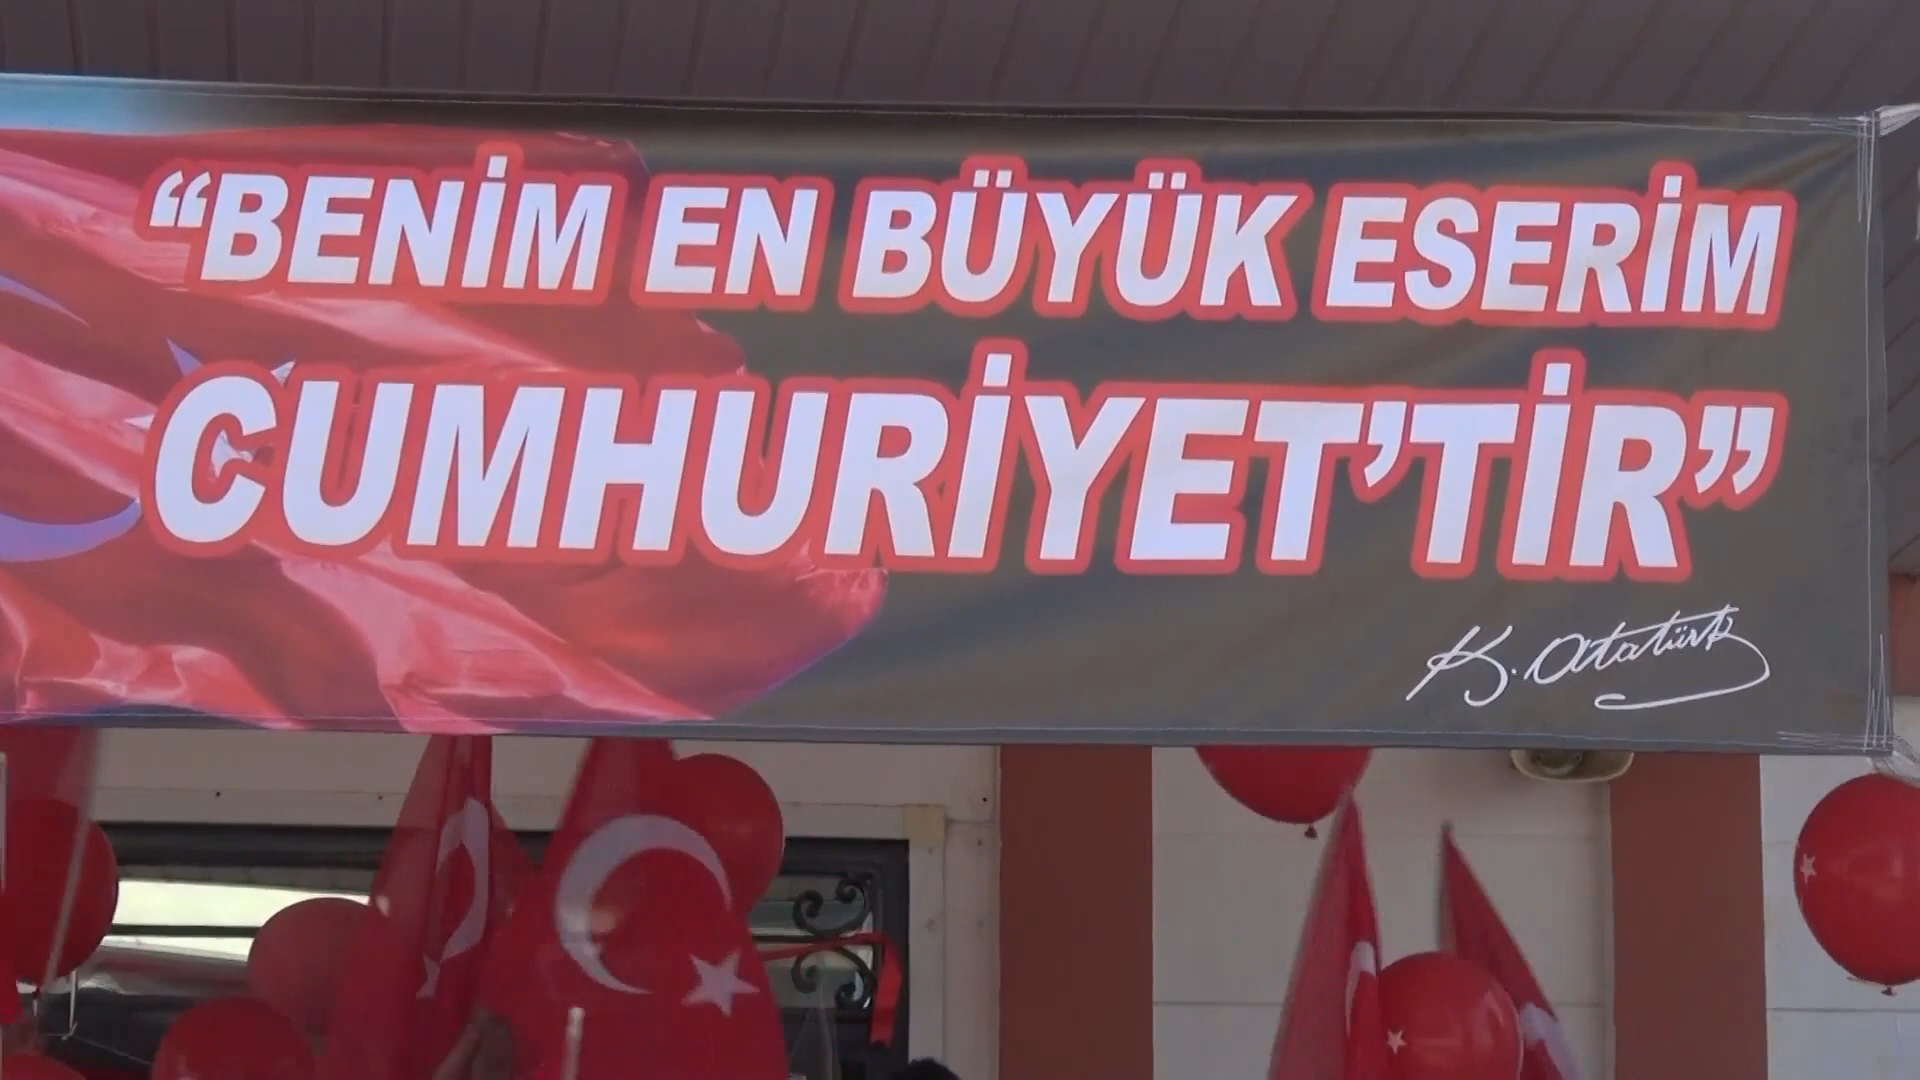 “BENİM EN BÜYÜK ESERİM
CUMHURİYET’TİR”
K. Atatürk